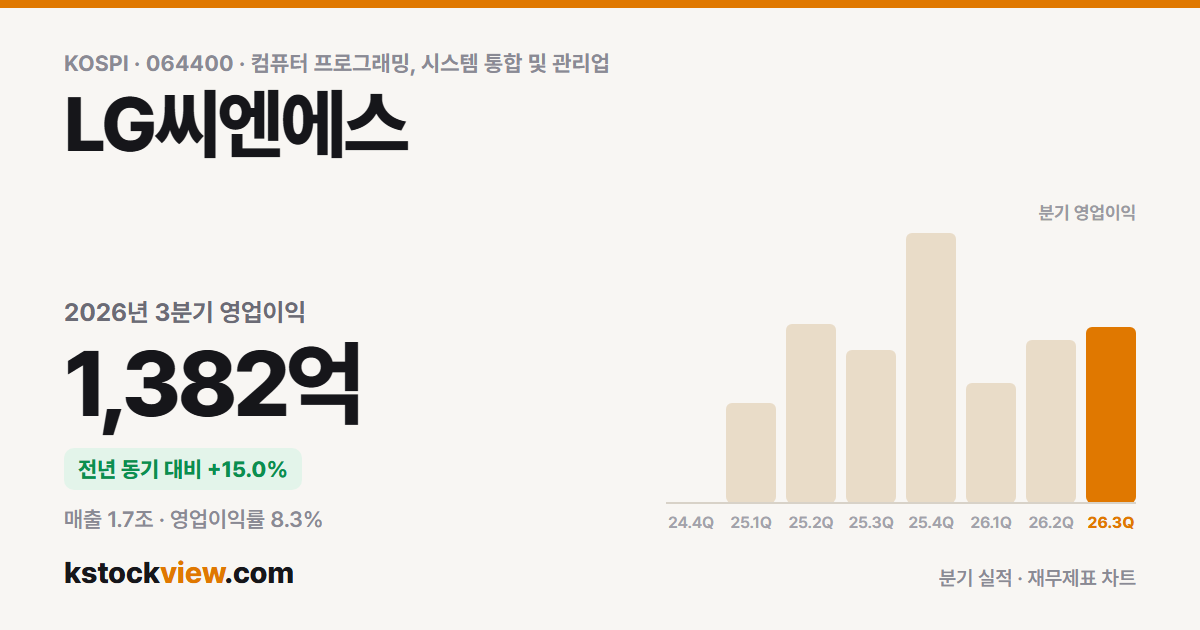 KOSPI · 064400 · 컴퓨터 프로그래밍, 시스템 통합 및 관리업
LG씨엔에스
분기 영업이익
2026년 3분기 영업이익
1,382억
전년 동기 대비 +15.0%
매출 1.7조 · 영업이익률 8.3%
24.4Q 25.1Q 25.2Q 25.3Q 25.4Q 26.1Q 26.2Q 26.3Q
kstockview.com
분기 실적 · 재무제표 차트